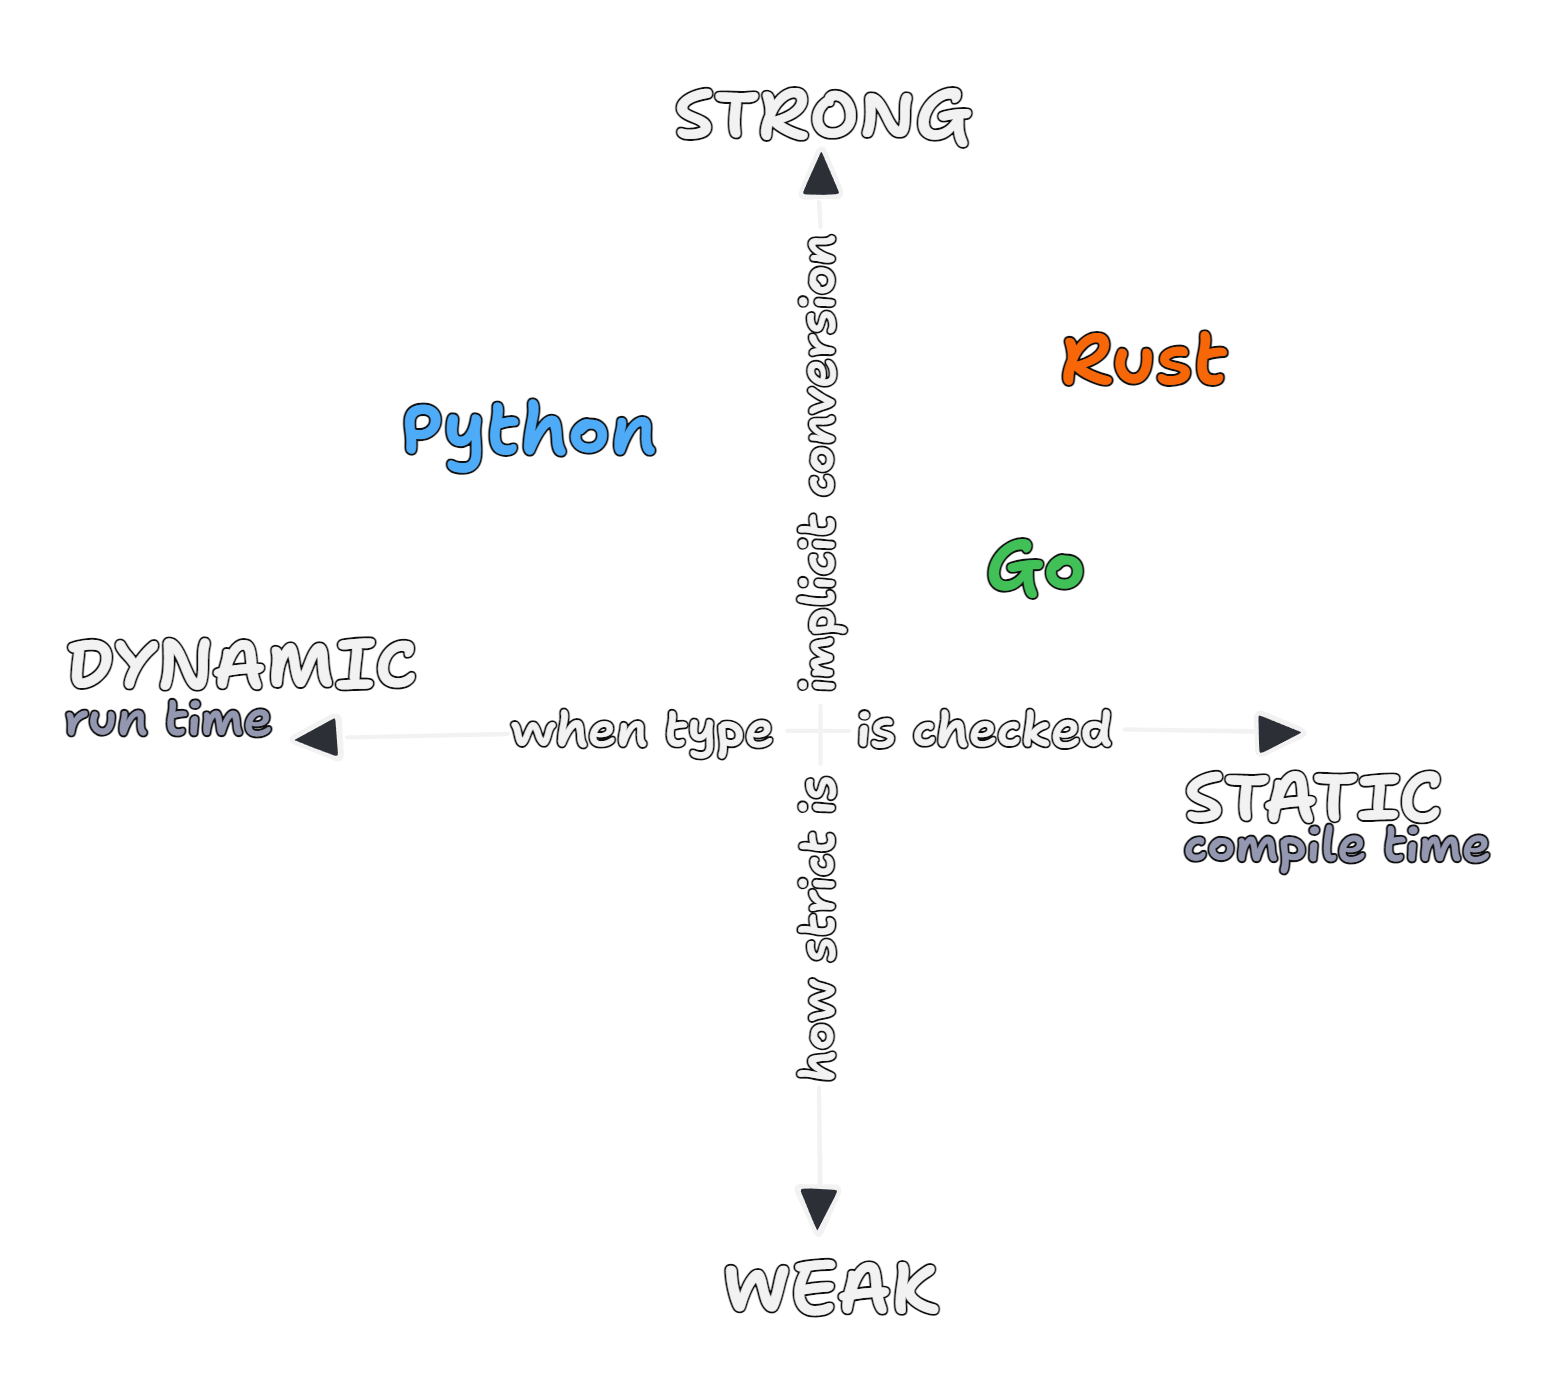 STRONG
implicit conversion
Rust
Python
Go
DYNAMIC
run time
when type is checked
STATIC
compile time
how strict is
WEAK